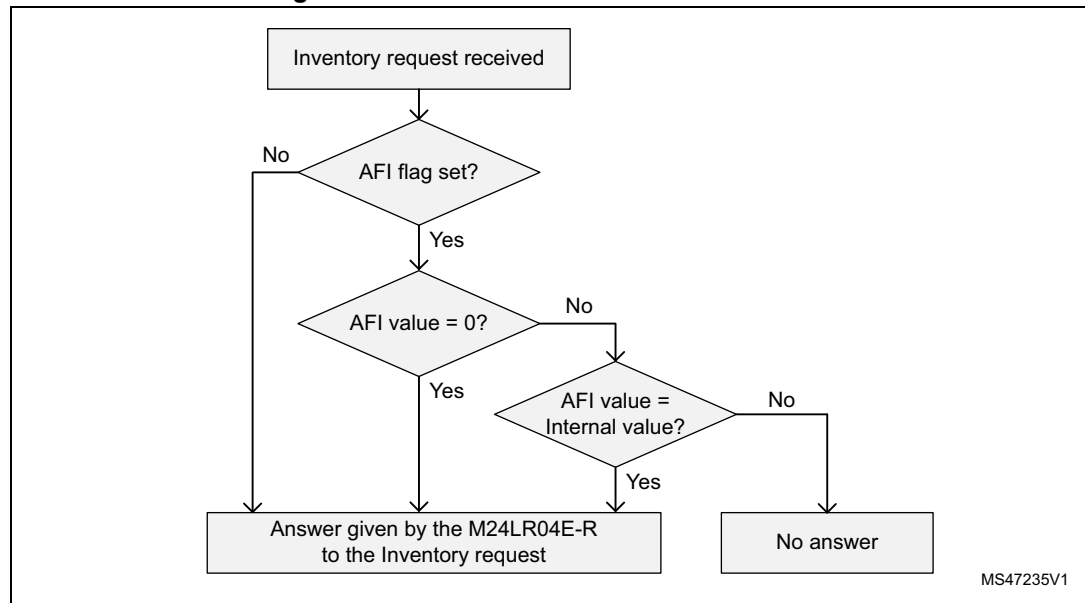 Inventory request received
No
AFI flag set?
Yes
AFI value = 0?
No
Yes
AFI value =
Internal value?
No
Yes
Answer given by the M24LR04E-R
to the Inventory request
No answer
MS47235V1